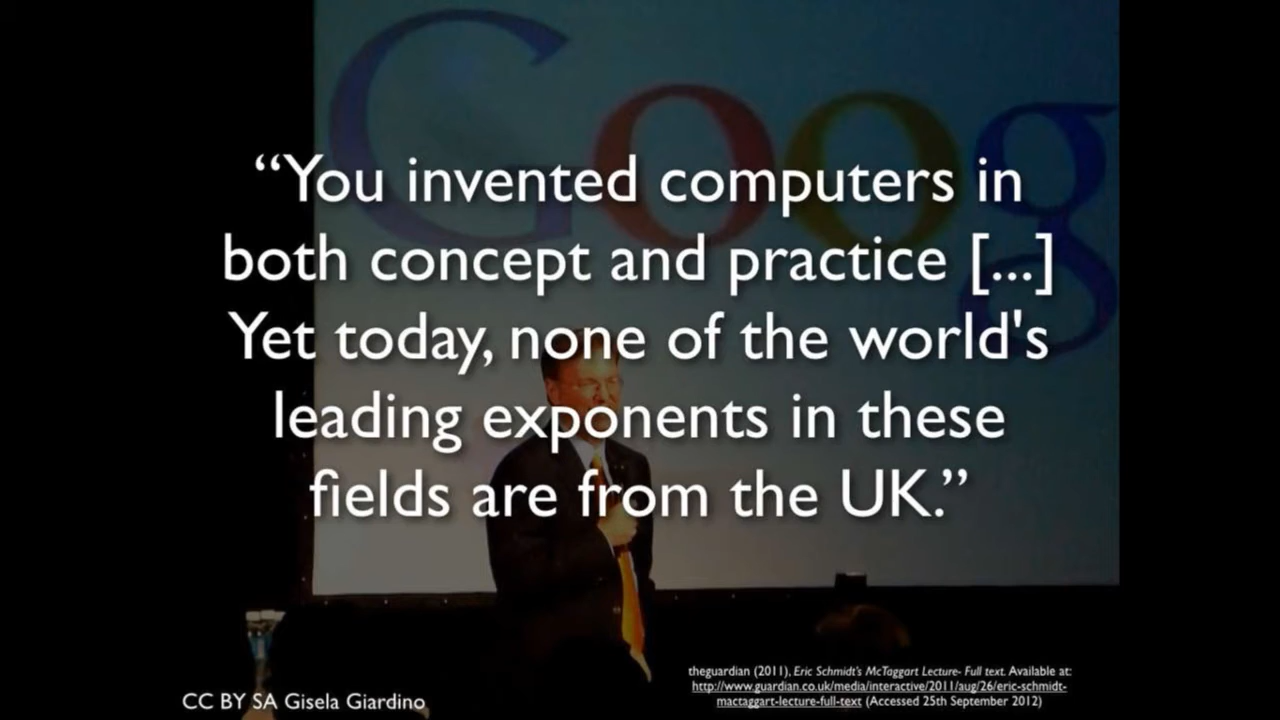 Goog
“You invented computers in
both concept and practice [...]
Yet today, none of the world's
leading exponents in these
fields are from the UK.”
theguardian (2011), Eric Schmidt's McTaggart Lecture- Full text. Available at:
http://www.guardian.co.uk/media/interactive/2011/aug/26/eric-schmidt-
mactaggart-lecture-full-text (Accessed 25th September 2012)
CC BY SA Gisela Giardino